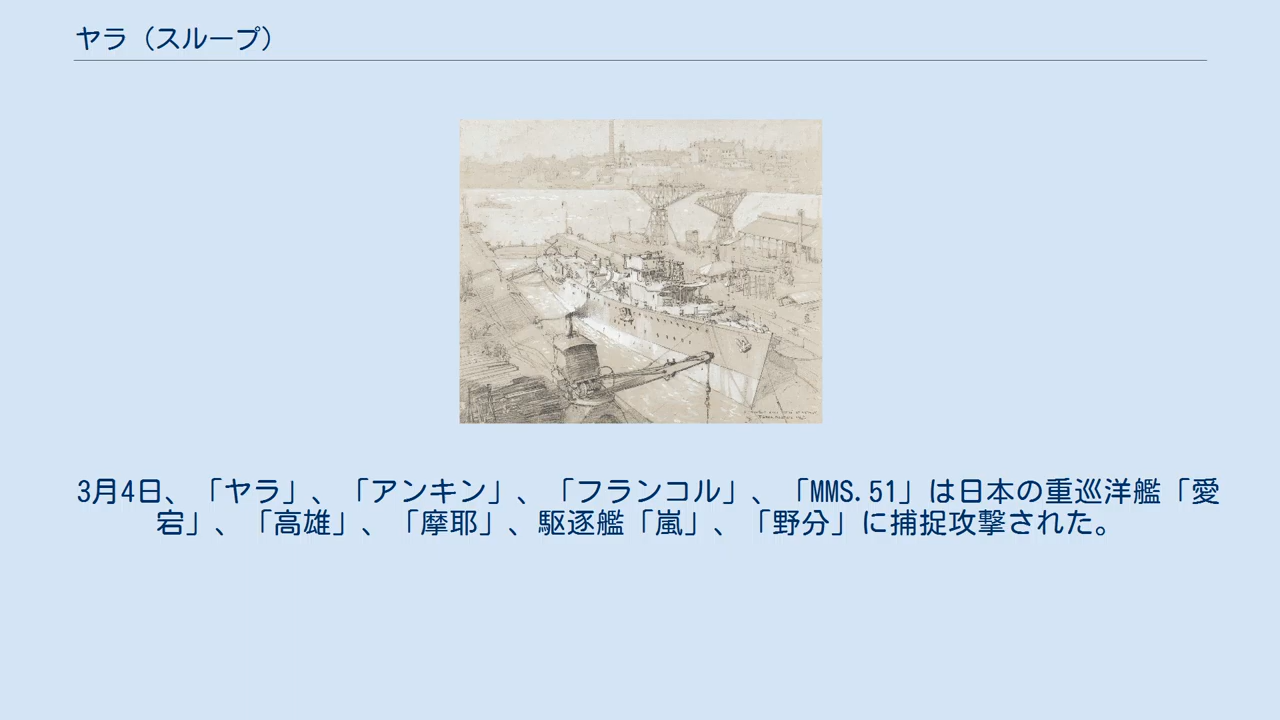 ヤラ（スループ）
3月4日、「ヤラ」、「アンキン」、「フランコル」、「MMS.51」は日本の重巡洋艦「愛
宕」、「高雄」、「摩耶」、駆逐艦「嵐」、「野分」に捕捉攻撃された。